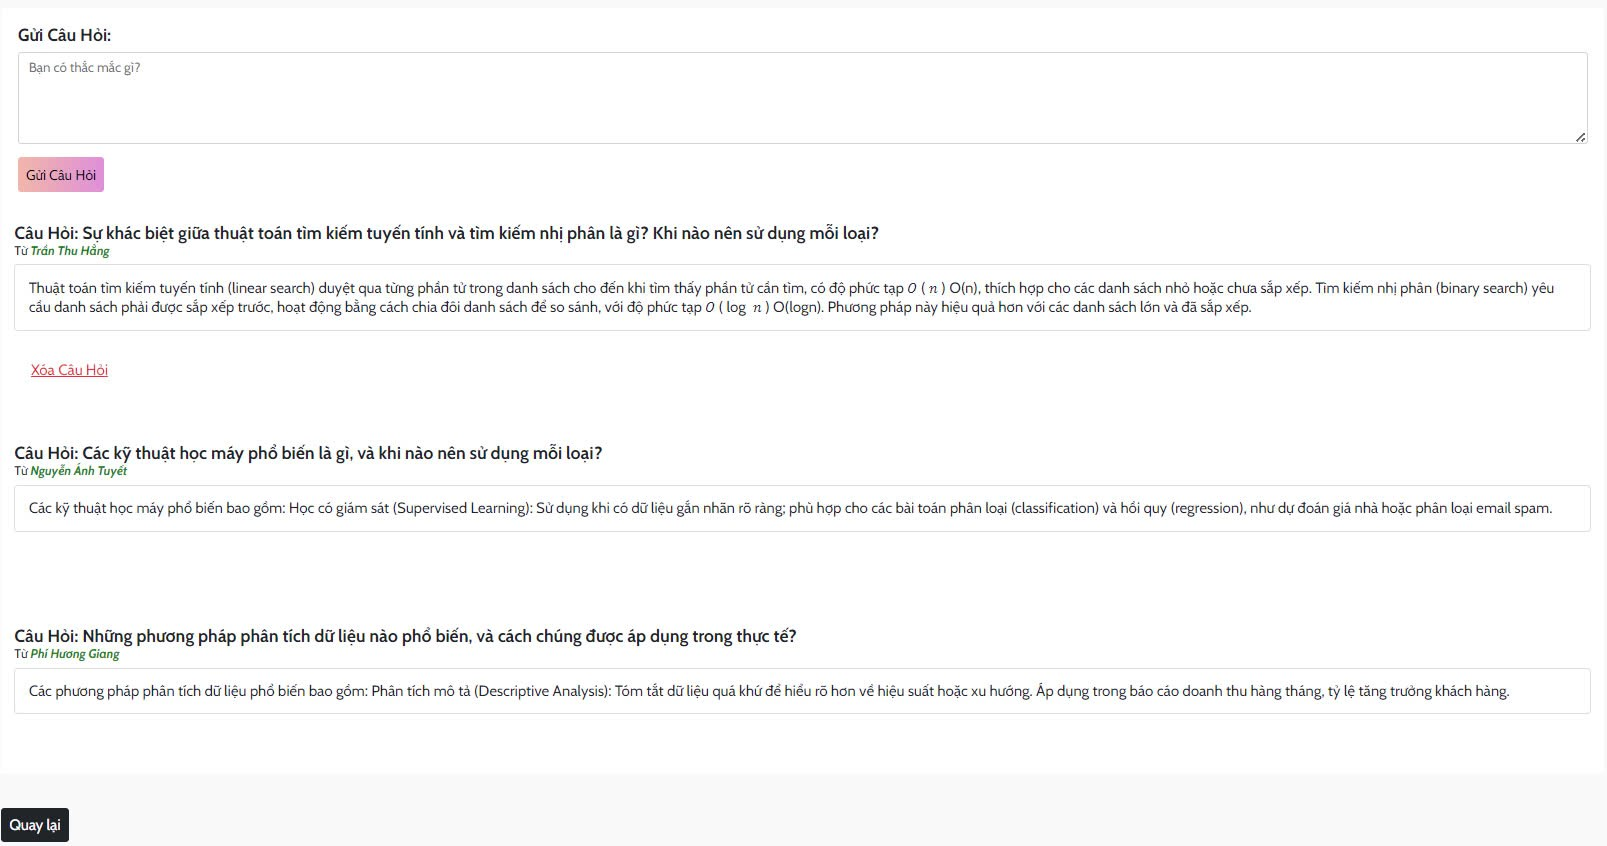 Gửi Câu Hỏi:
Bạn có thắc mắc gì?
Gửi Câu Hỏi
Câu Hỏi: Sự khác biệt giữa thuật toán tìm kiếm tuyến tính và tìm kiếm nhị phân là gì? Khi nào nên sử dụng mỗi loại?
Từ Trần Thu Hằng
Thuật toán tìm kiếm tuyến tính (linear search) duyệt qua từng phần tử trong danh sách cho đến khi tìm thấy phần tử cần tìm, có độ phức tạp 𝑂 ( 𝑛 ) O(n), thích hợp cho các danh sách nhỏ hoặc chưa sắp xếp. Tìm kiếm nhị phân (binary search) yêu
cầu danh sách phải được sắp xếp trước, hoạt động bằng cách chia đôi danh sách để so sánh, với độ phức tạp 𝑂 ( log 𝑛 ) O(logn). Phương pháp này hiệu quả hơn với các danh sách lớn và đã sắp xếp.
Xóa Câu Hỏi
Câu Hỏi: Các kỹ thuật học máy phổ biến là gì, và khi nào nên sử dụng mỗi loại?
Từ Nguyễn Ánh Tuyết
Các kỹ thuật học máy phổ biến bao gồm: Học có giám sát (Supervised Learning): Sử dụng khi có dữ liệu gắn nhãn rõ ràng; phù hợp cho các bài toán phân loại (classification) và hồi quy (regression), như dự đoán giá nhà hoặc phân loại email spam.
Câu Hỏi: Những phương pháp phân tích dữ liệu nào phổ biến, và cách chúng được áp dụng trong thực tế?
Từ Phí Hương Giang
Các phương pháp phân tích dữ liệu phổ biến bao gồm: Phân tích mô tả (Descriptive Analysis): Tóm tắt dữ liệu quá khứ để hiểu rõ hơn về hiệu suất hoặc xu hướng. Áp dụng trong báo cáo doanh thu hàng tháng, tỷ lệ tăng trưởng khách hàng.
Quay lại